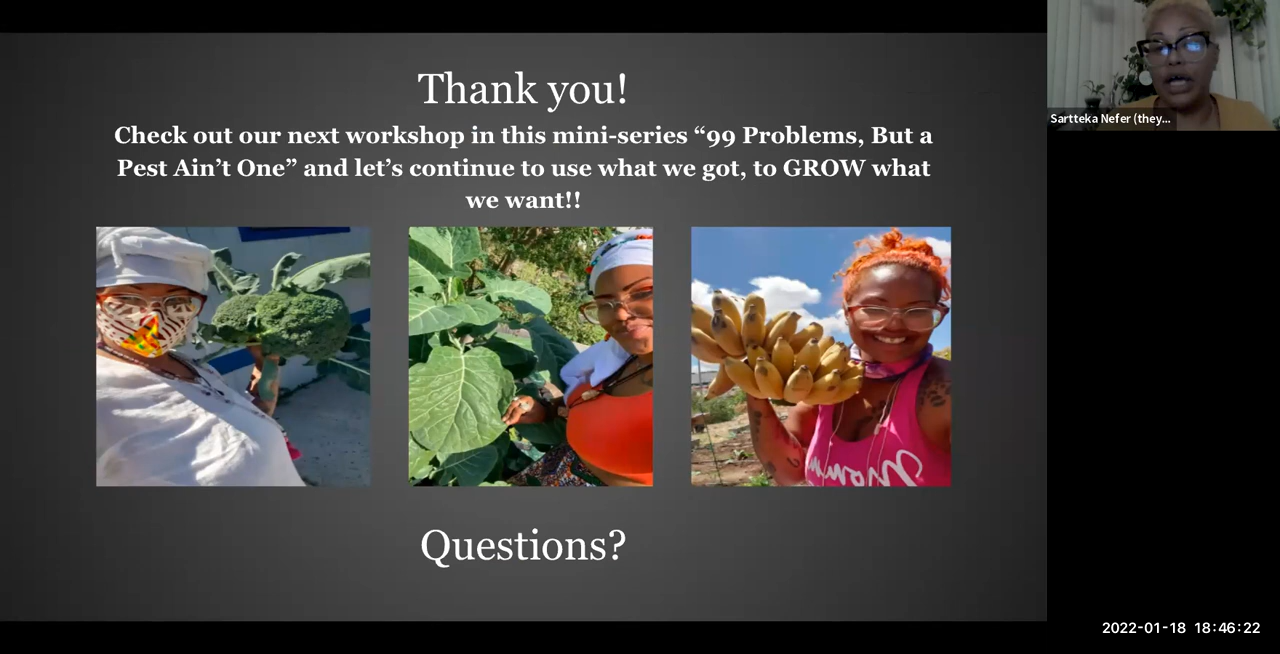 Thank you!
Check out our next workshop in this mini-series “99 Problems, But a
Pest Ain’t One” and let’s continue to use what we got, to GROW what
we want!!
Mom
Questions?
Sartteka Nefer (they...
2022-01-18 18:46:22